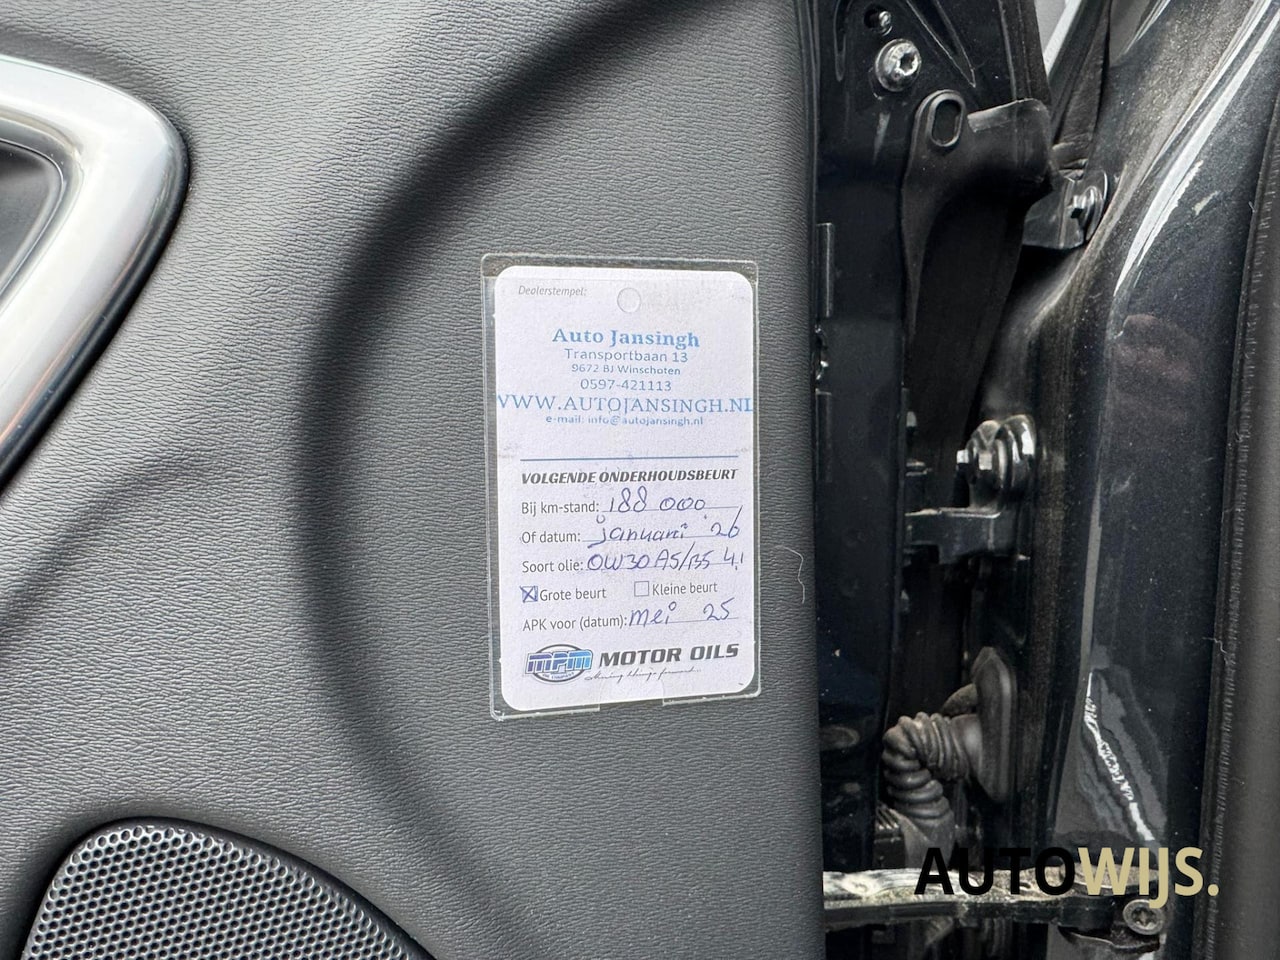 Dealerstempel:
Auto Jansingh
Transportbaan 13
9672 BJ Winschoten
0597-421113
WWW.AUTOJANSINGH.NL
e-mail: info@autojansingh.nl
VOLGENDE ONDERHOUDSBEURT
Bij km-stand: 188 000
Of datum: januari '26
Soort olie: 0W30 A5/B5 4.1
Grote beurt Kleine beurt
APK voor (datum): mei 25
MPM MOTOR OILS
AUTOWIJS.